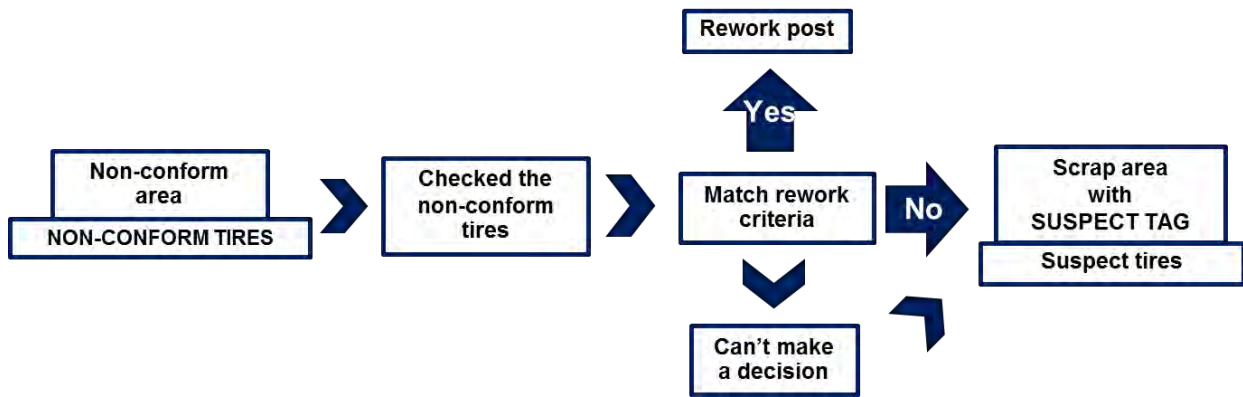 Rework post
Yes
Non-conform
area
NON-CONFORM TIRES
Checked the
non-conform
tires
Match rework
criteria
No
Scrap area
with
SUSPECT TAG
Suspect tires
Can't make
a decision